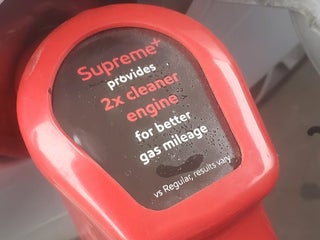 Supreme+
provides
2x cleaner
engine
for better
gas mileage
vs Regular, results vary